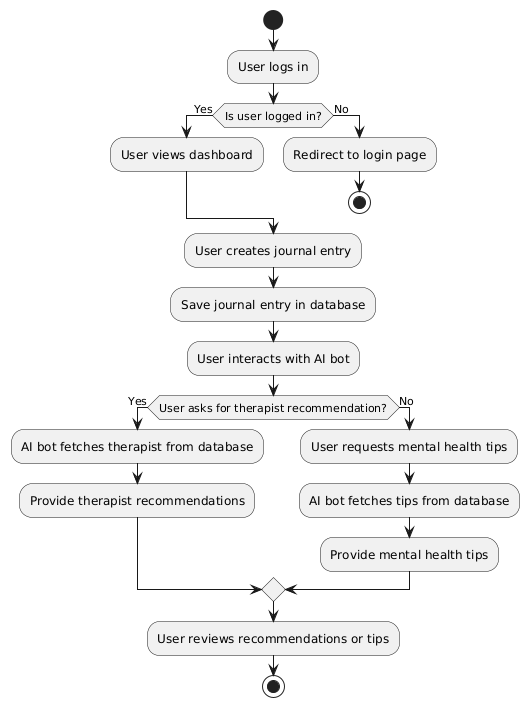 User logs in
Yes
Is user logged in?
No
User views dashboard
Redirect to login page
User creates journal entry
Save journal entry in database
User interacts with AI bot
Yes
User asks for therapist recommendation?
No
AI bot fetches therapist from database
User requests mental health tips
Provide therapist recommendations
AI bot fetches tips from database
Provide mental health tips
User reviews recommendations or tips